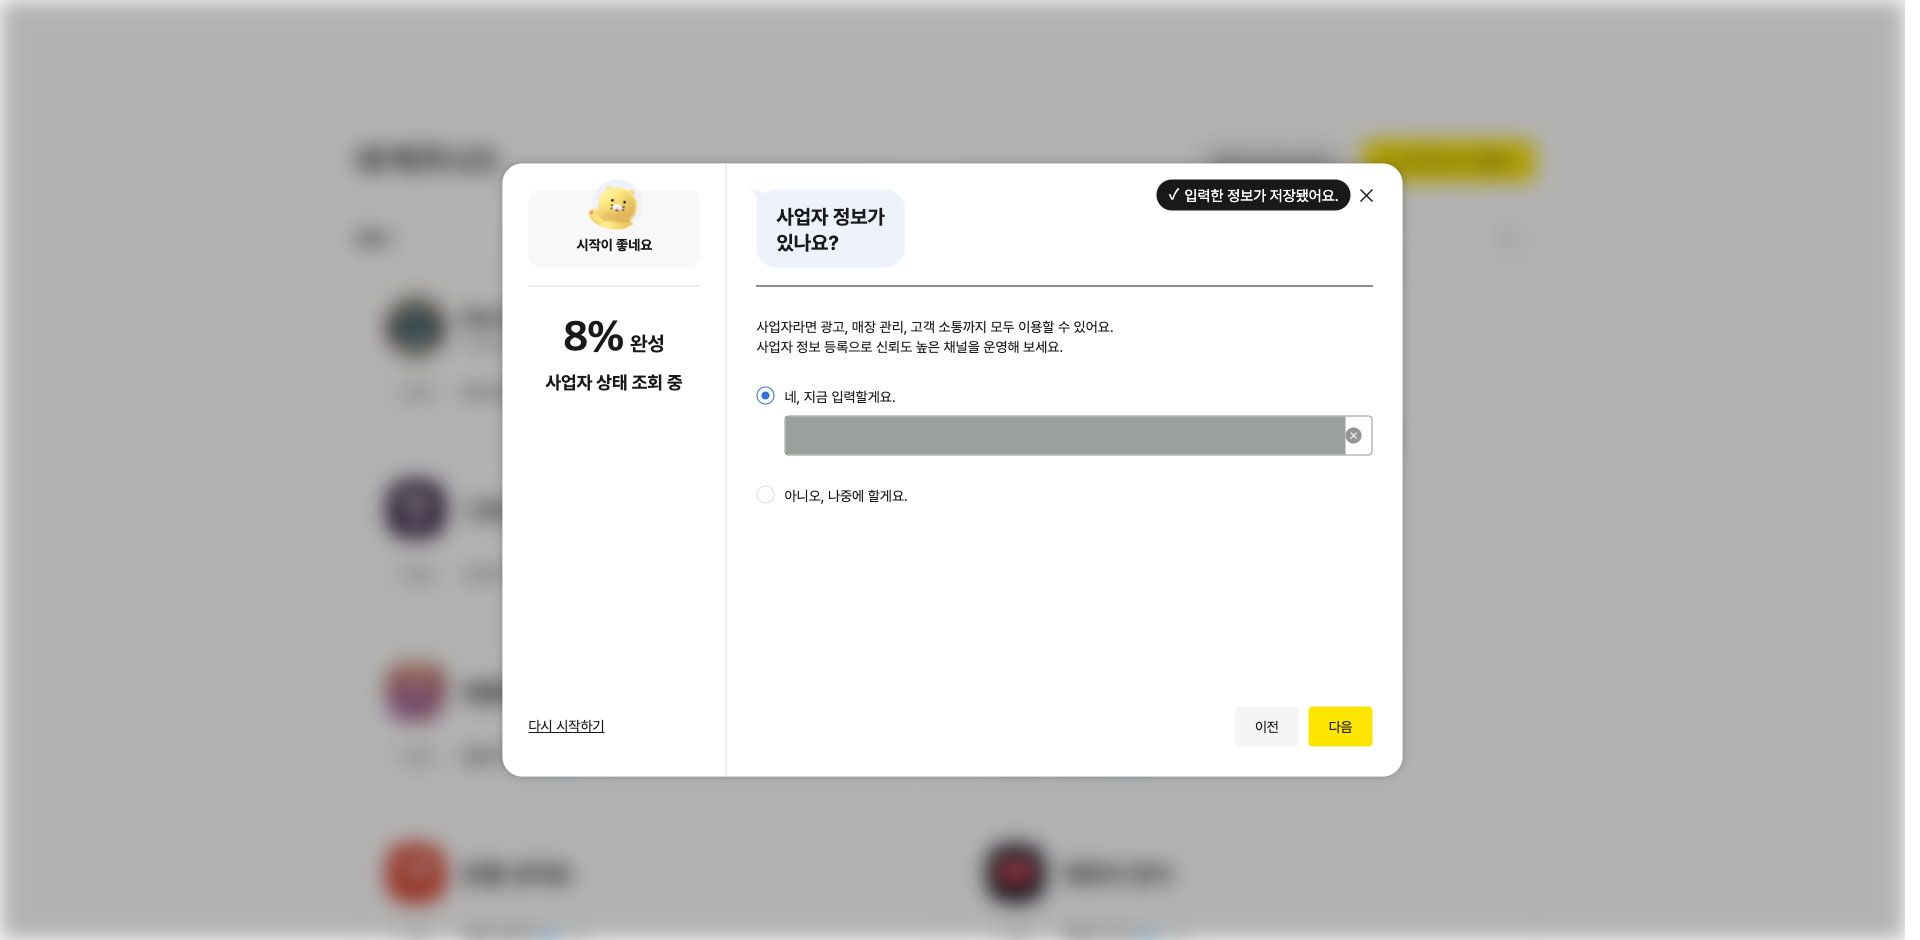 시작이 좋네요
8% 완성
사업자 상태 조회 중
다시 시작하기
사업자 정보가
있나요?
✓ 입력한 정보가 저장됐어요.
사업자라면 광고, 매장 관리, 고객 소통까지 모두 이용할 수 있어요.
사업자 정보 등록으로 신뢰도 높은 채널을 운영해 보세요.
네, 지금 입력할게요.
아니오, 나중에 할게요.
이전
다음